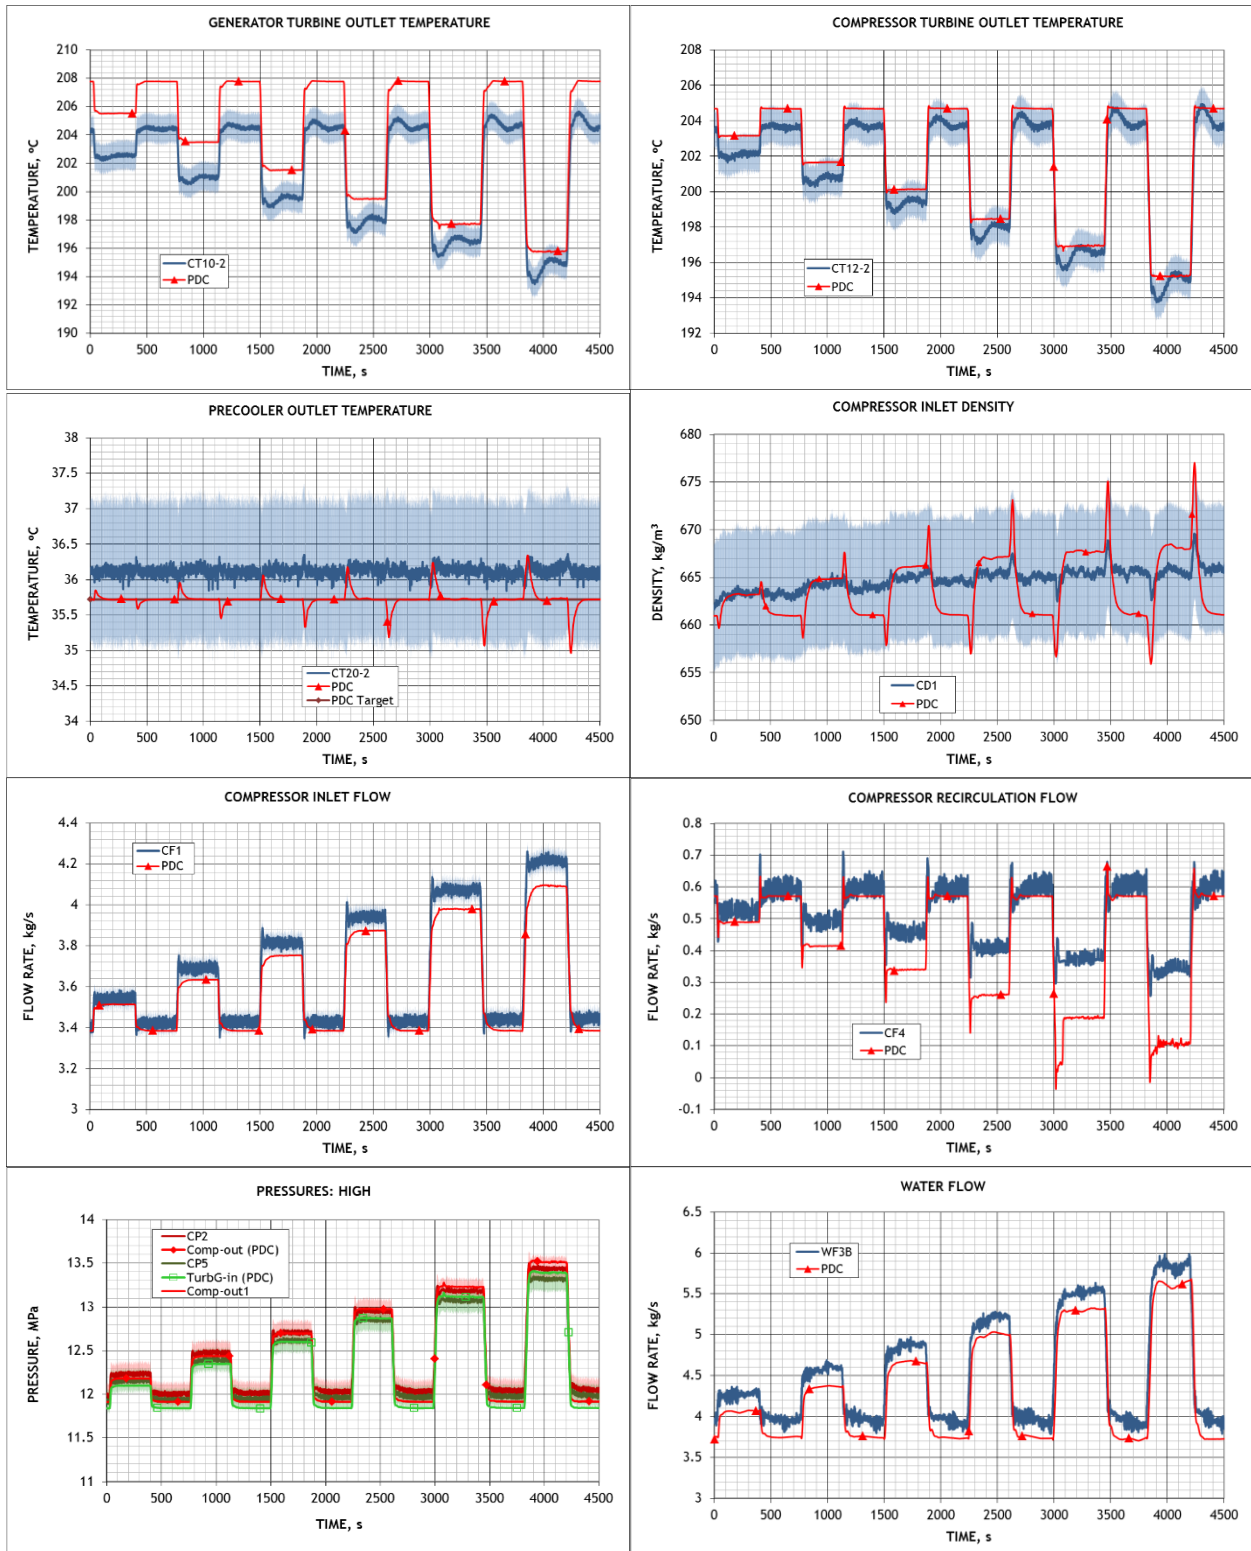 GENERATOR TURBINE OUTLET TEMPERATURE
TEMPERATURE, ºC
210
208
206
204
202
200
198
196
194
192
190
CT10-2
PDC
0 500 1000 1500 2000 2500 3000 3500 4000 4500
TIME, s
COMPRESSOR TURBINE OUTLET TEMPERATURE
TEMPERATURE, ºC
208
206
204
202
200
198
196
194
192
CT12-2
PDC
0 500 1000 1500 2000 2500 3000 3500 4000 4500
TIME, s
PRECOOLER OUTLET TEMPERATURE
TEMPERATURE, ºC
38
37.5
37
36.5
36
35.5
35
34.5
34
CT20-2
PDC
PDC Target
0 500 1000 1500 2000 2500 3000 3500 4000 4500
TIME, s
COMPRESSOR INLET DENSITY
DENSITY, kg/m³
680
675
670
665
660
655
650
CD1
PDC
0 500 1000 1500 2000 2500 3000 3500 4000 4500
TIME, s
COMPRESSOR INLET FLOW
FLOW RATE, kg/s
4.4
4.2
4
3.8
3.6
3.4
3.2
3
CF1
PDC
0 500 1000 1500 2000 2500 3000 3500 4000 4500
TIME, s
COMPRESSOR RECIRCULATION FLOW
FLOW RATE, kg/s
0.8
0.7
0.6
0.5
0.4
0.3
0.2
0.1
0
-0.1
CF4
PDC
0 500 1000 1500 2000 2500 3000 3500 4000 4500
TIME, s
PRESSURES: HIGH
PRESSURE, MPa
14
13.5
13
12.5
12
11.5
11
CP2
Comp-out (PDC)
CP5
TurbG-in (PDC)
Comp-out1
0 500 1000 1500 2000 2500 3000 3500 4000 4500
TIME, s
WATER FLOW
FLOW RATE, kg/s
6.5
6
5.5
5
4.5
4
3.5
3
WF3B
PDC
0 500 1000 1500 2000 2500 3000 3500 4000 4500
TIME, s